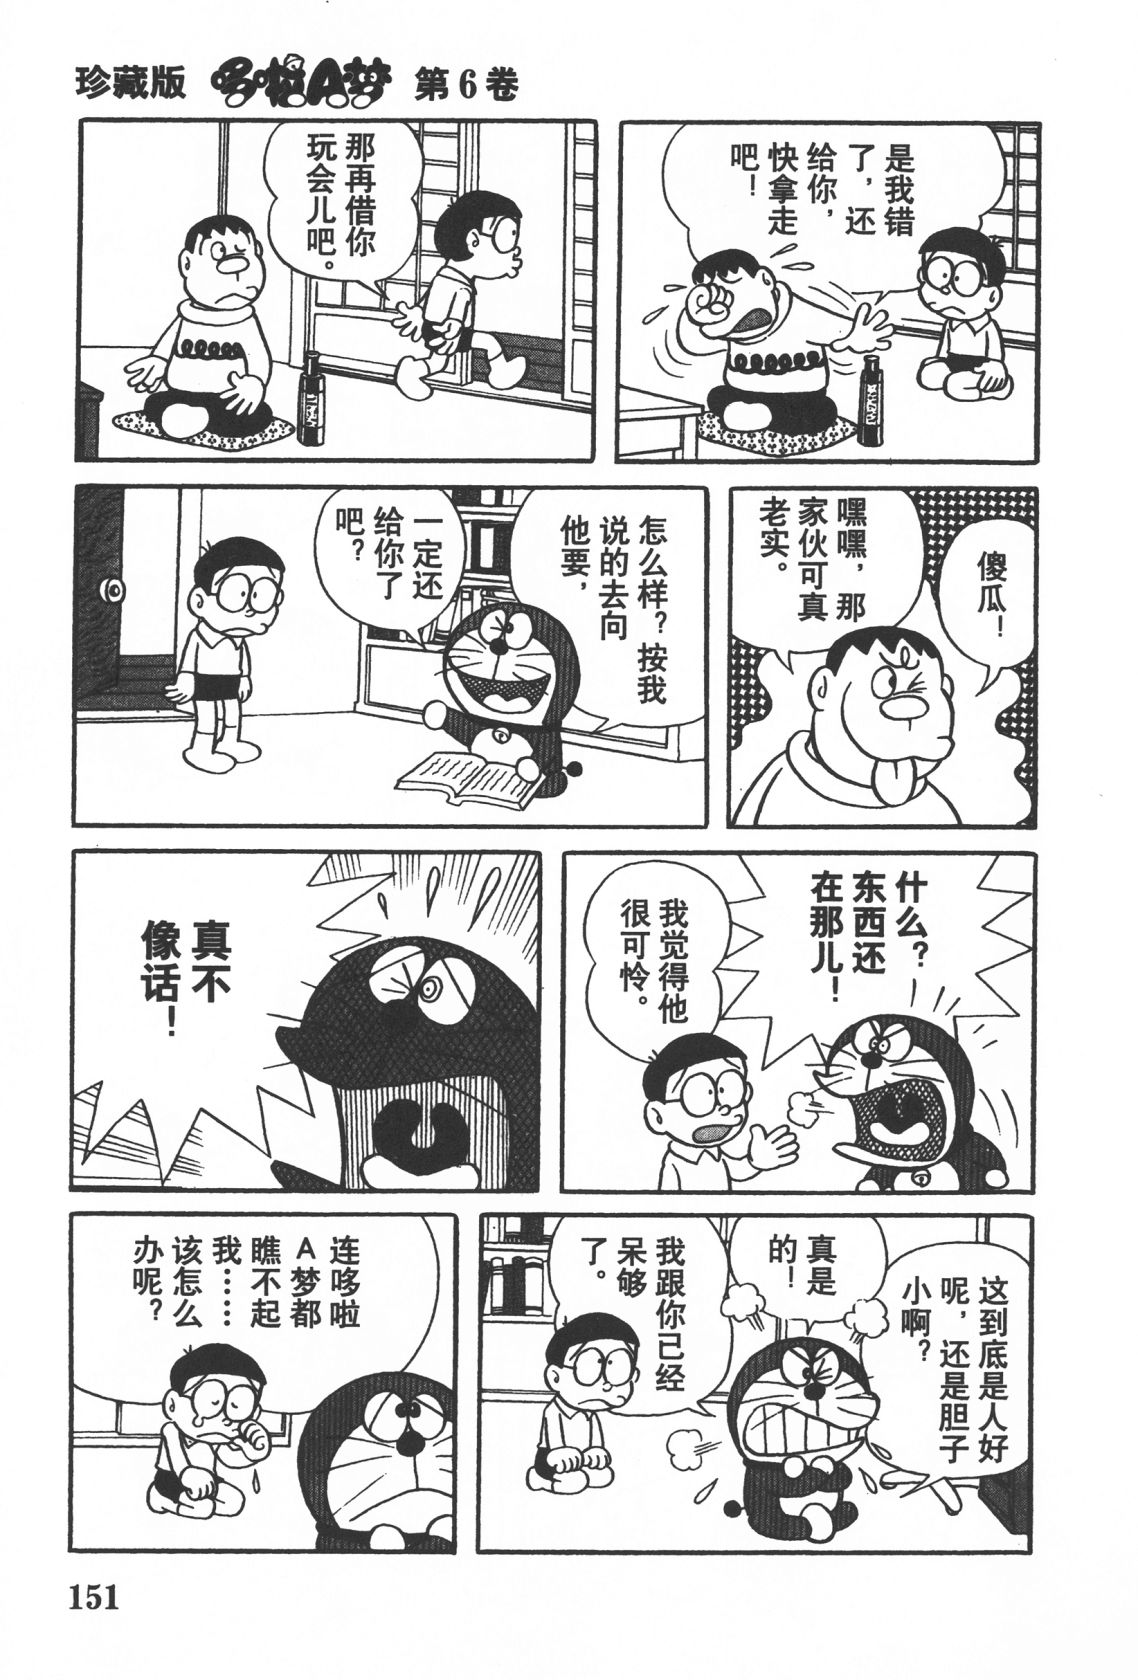 珍藏版 哆啦A梦 第6卷
是我错
了，还
给你，
快拿走
吧！
那再借你
玩会儿吧。
傻瓜！
嘿嘿，那
家伙可真
老实。
怎么样？按我
说的去向
他要，
一定还
给你了
吧？
什么？
东西还
在那儿！
我觉得他
很可怜。
真不
像话！
这到底是人好
呢，还是胆子
小啊？
真是
的！
我跟你已经
呆够
了。
连哆啦
A梦都
瞧不起
我……
该怎么
办呢？
151